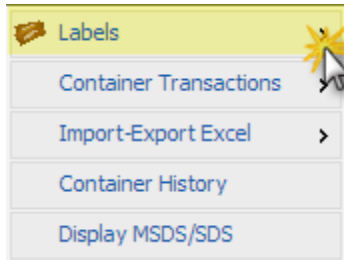 Labels
Container Transactions
Import-Export Excel
Container History
Display MSDS/SDS